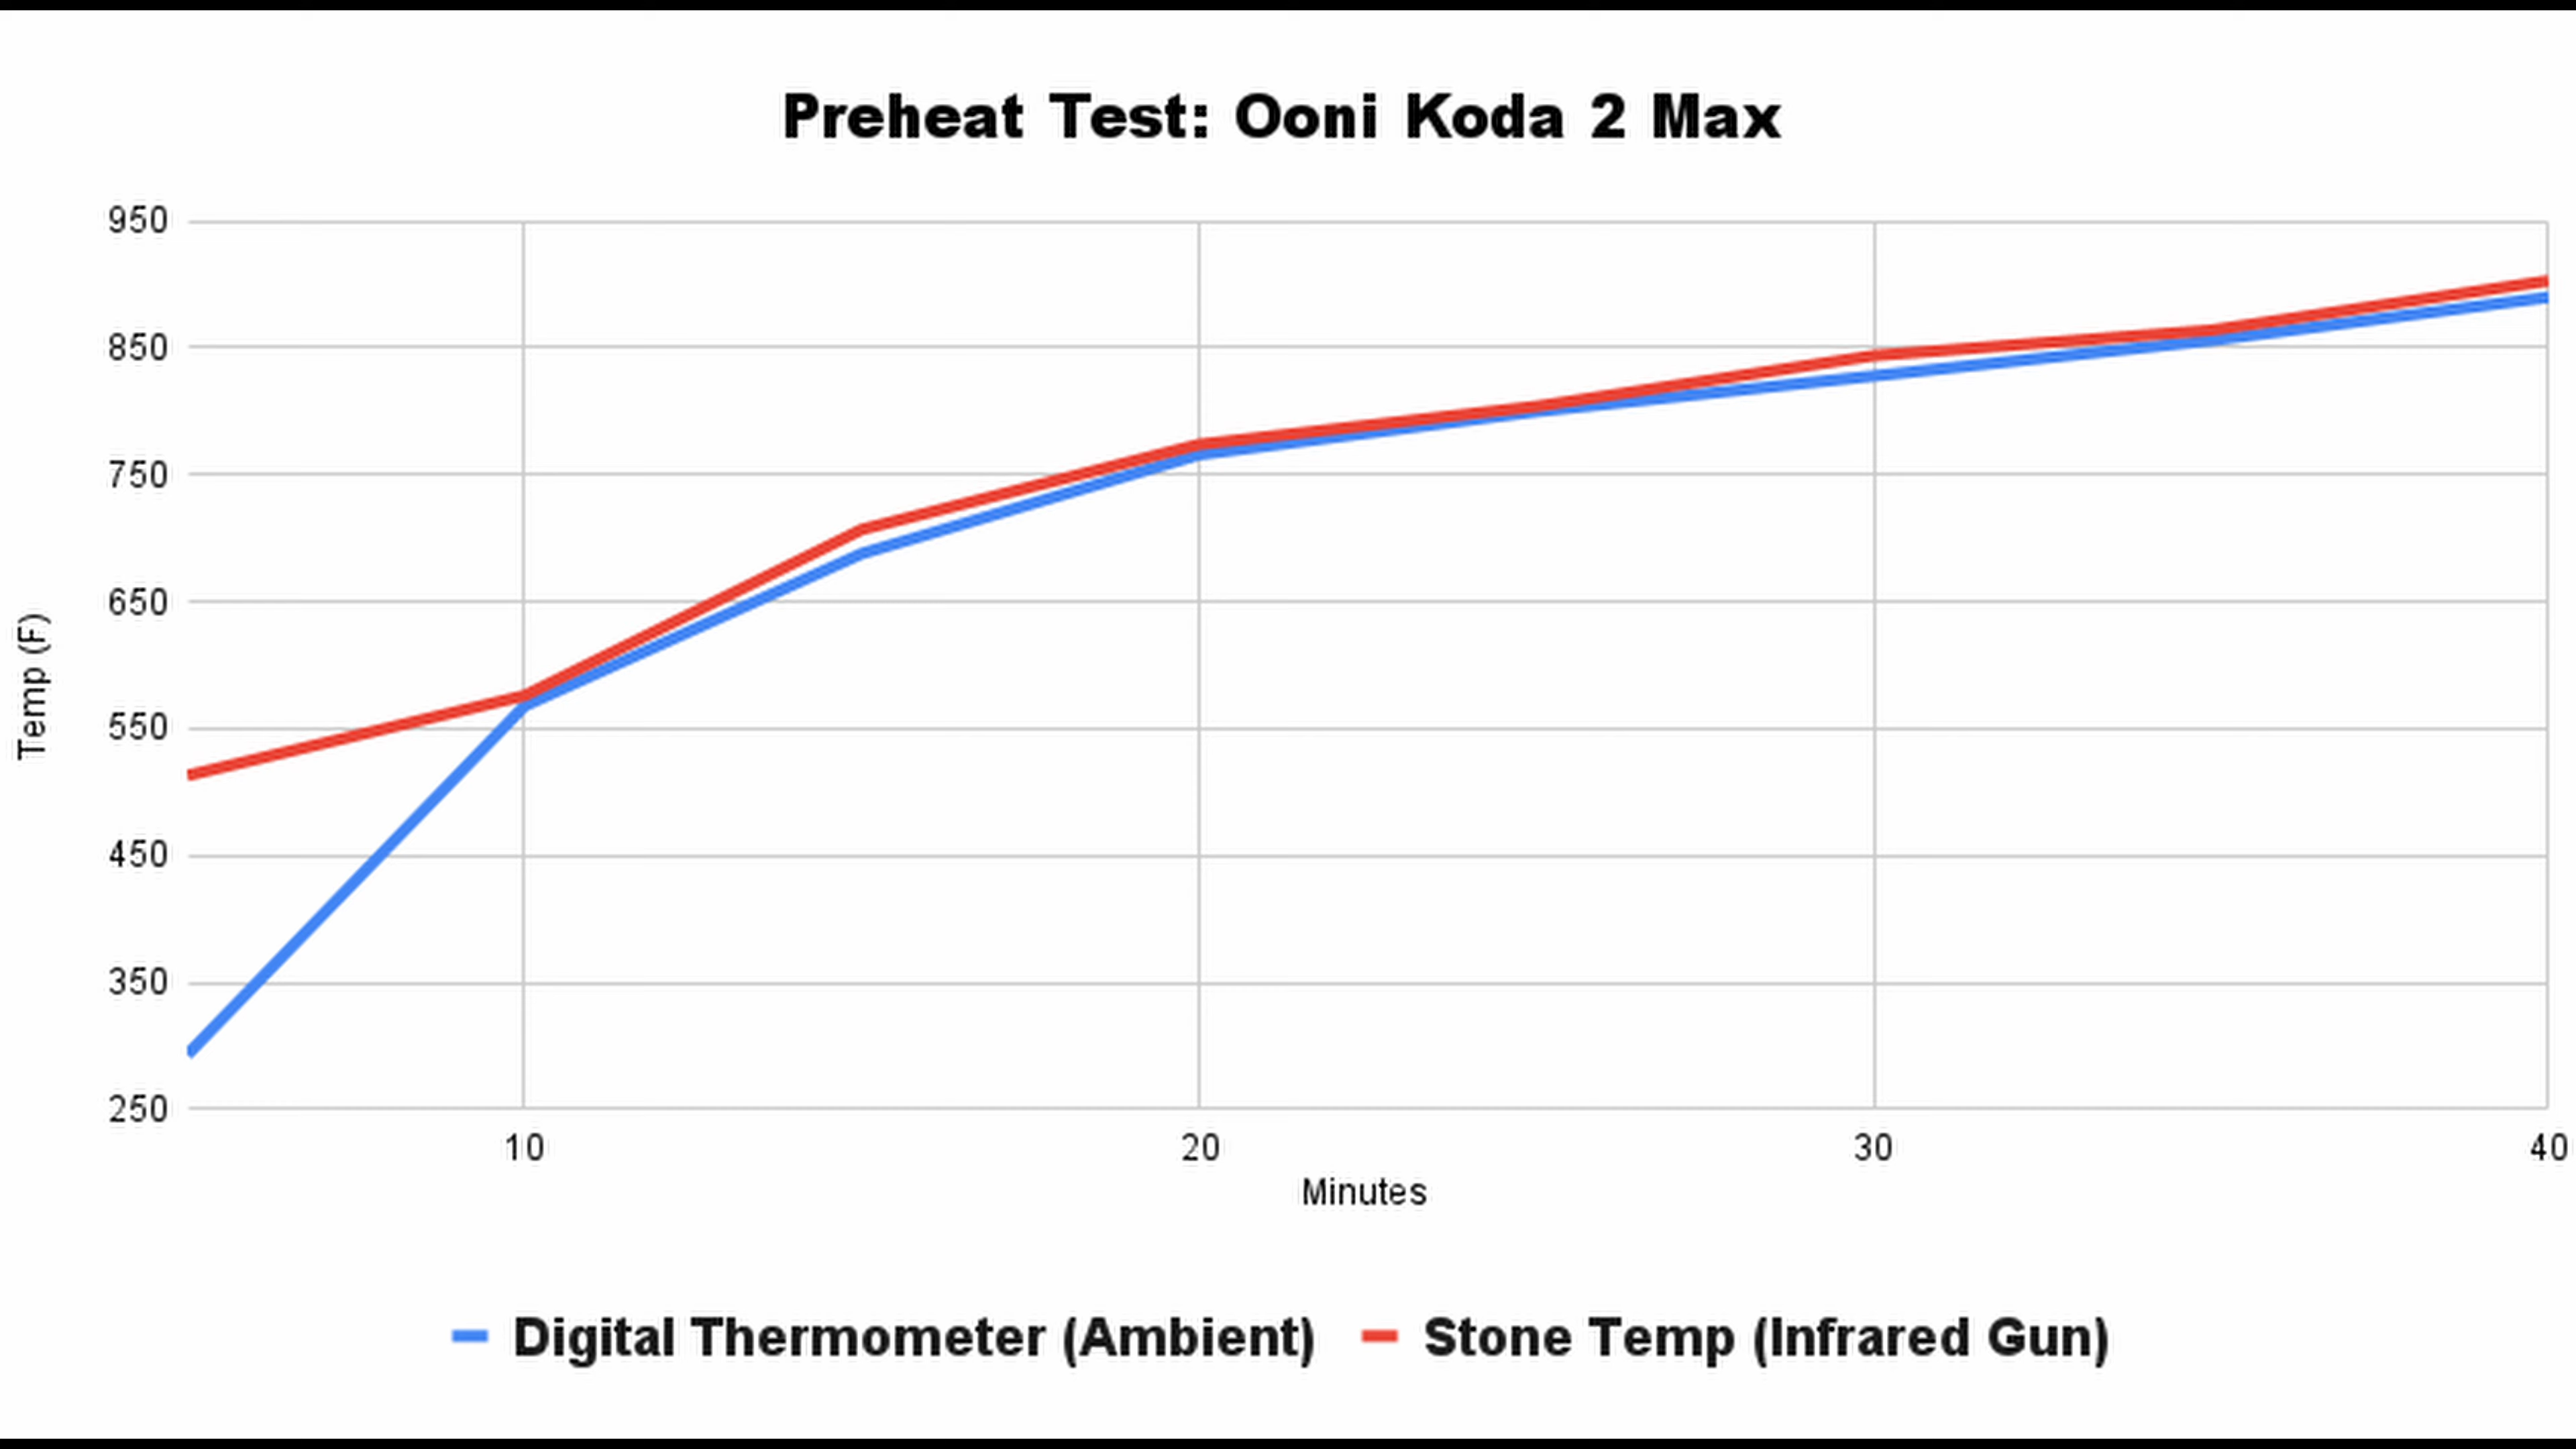 Preheat Test: Ooni Koda 2 Max
950
850
750
650
550
450
350
250
Temp (F)
10 20 30 40
Minutes
Digital Thermometer (Ambient) Stone Temp (Infrared Gun)